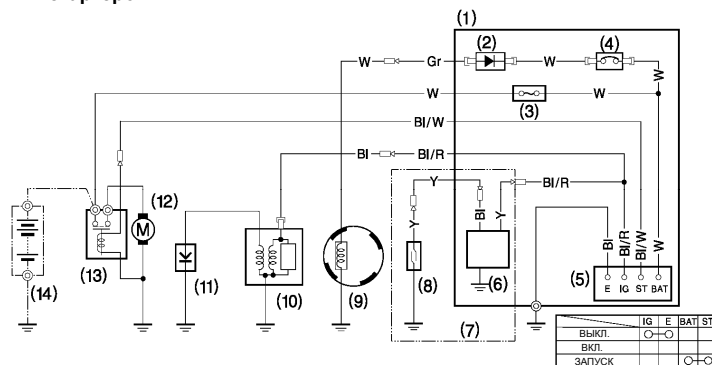 (1)
(2)
(4)
W
Gr
W
W
W
W
(3)
Bl/W
Bl
Bl/R
Y
Bl/R
Y
Bl
Y
Bl
Bl/R
Bl/W
W
(12)
M
(13)
(14)
(11)
(10)
(9)
(8)
(6)
(7)
(5)
E IG ST BAT
IG E BAT ST
ВЫКЛ.
ВКЛ.
ЗАПУСК